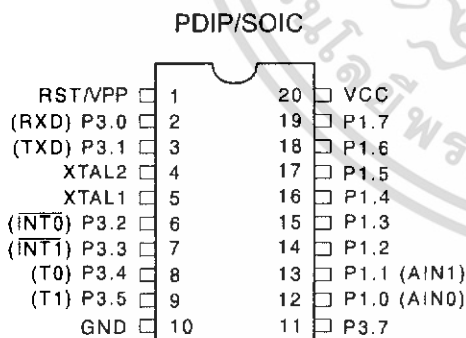 PDIP/SOIC
RST/VPP 1 20 VCC
(RXD) P3.0 2 19 P1.7
(TXD) P3.1 3 18 P1.6
XTAL2 4 17 P1.5
XTAL1 5 16 P1.4
(INT0) P3.2 6 15 P1.3
(INT1) P3.3 7 14 P1.2
(T0) P3.4 8 13 P1.1 (AIN1)
(T1) P3.5 9 12 P1.0 (AIN0)
GND 10 11 P3.7